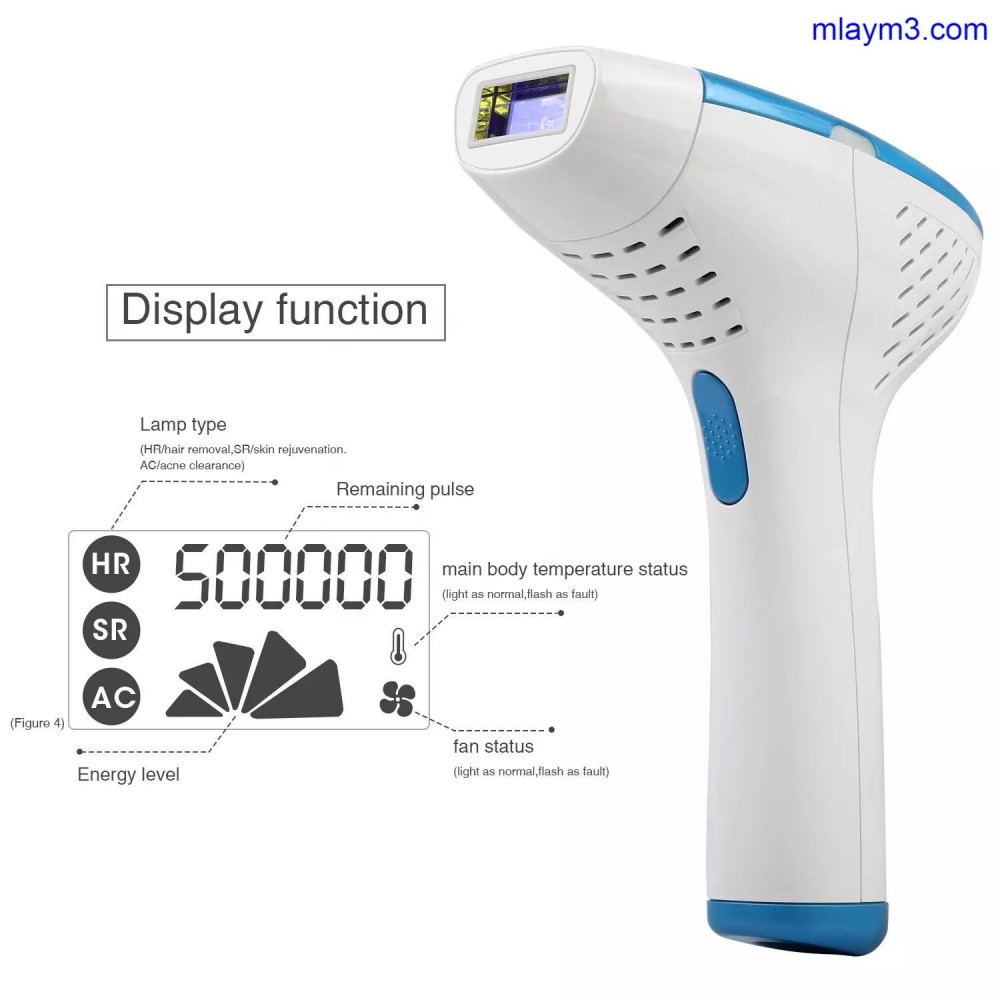 mlaym3.com
Display function
Lamp type
(HR/hair removal,SR/skin rejuvenation.
AC/acne clearance)
Remaining pulse
HR
500000
SR
AC
main body temperature status
(light as normal,flash as fault)
(Figure 4)
fan status
(light as normal,flash as fault)
Energy level